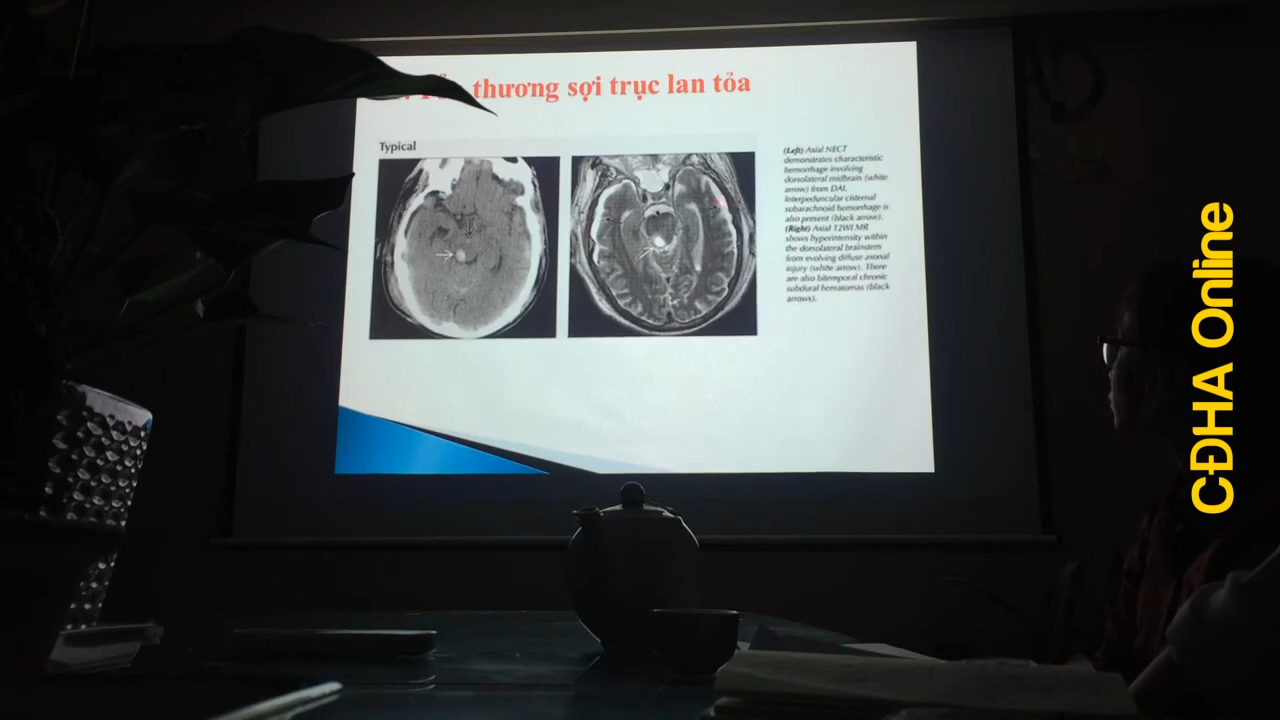 thương sợi trục lan tỏa
Typical
(Left) Axial NECT
demonstrates characteristic
hemorrhage involving
dorsolateral midbrain (white
arrow) from DAI.
Interpeduncular cisternal
subarachnoid hemorrhage is
also present (black arrow).
(Right) Axial T2WI MR
shows hyperintensity within
the dorsolateral brainstem
from evolving diffuse axonal
injury (white arrow). There
are also bitemporal chronic
subdural hematomas (black
arrows).
CĐHA Online